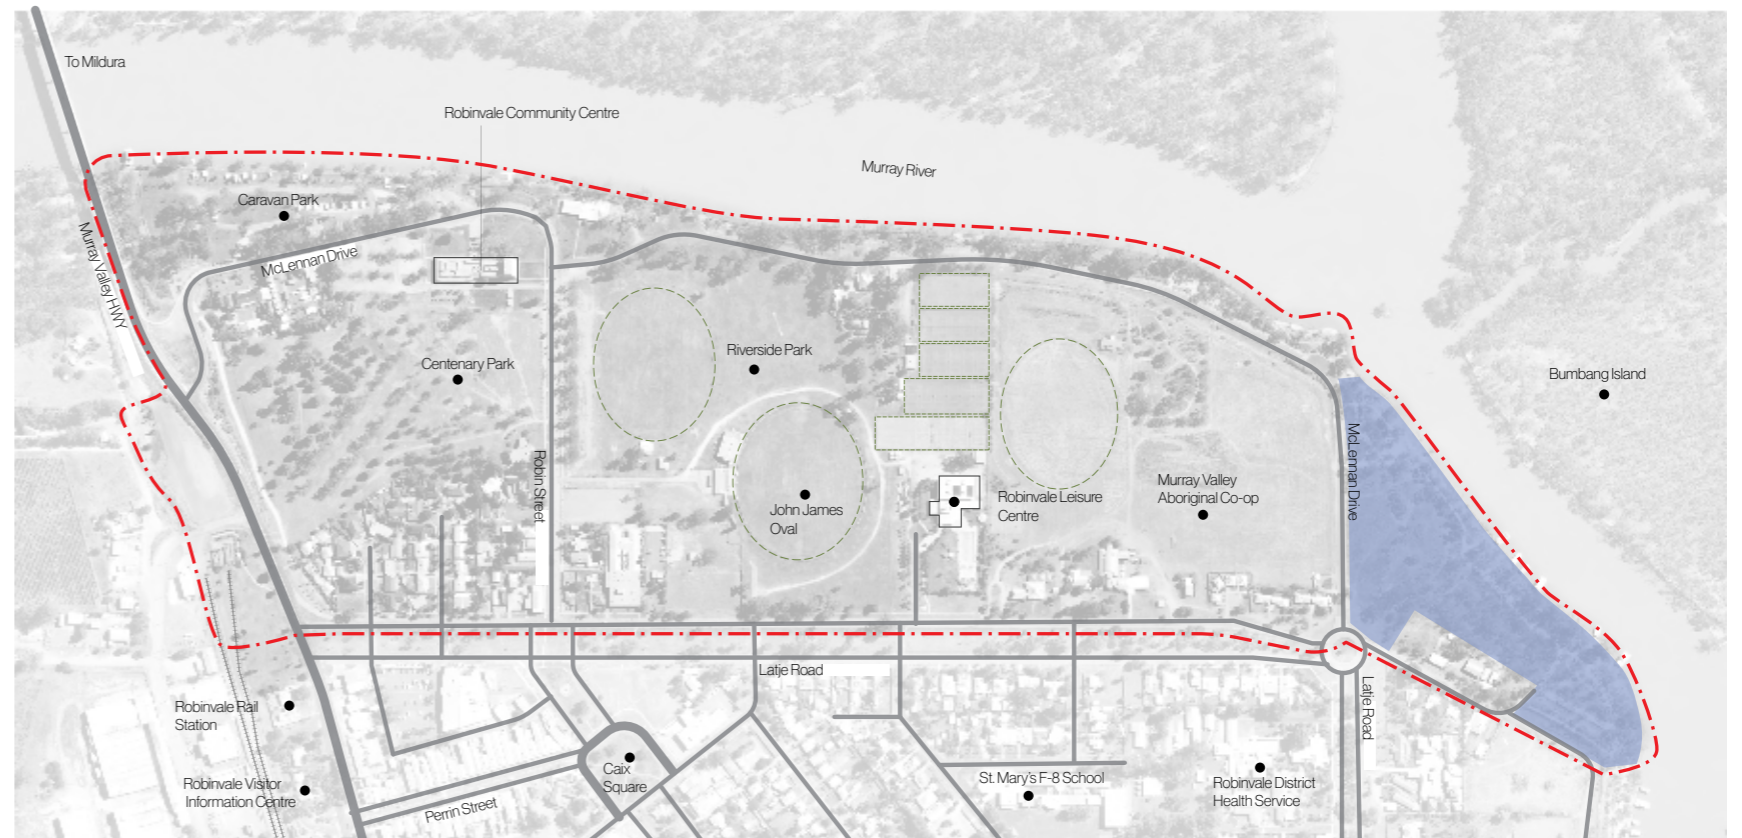 To Mildura
Robinvale Community Centre
Murray River
Caravan Park
McLennan Drive
Murray Valley HWY
Centenary Park
Riverside Park
Bumbang Island
Robin Street
McLennan Drive
John James
Oval
Robinvale Leisure
Centre
Murray Valley
Aboriginal Co-op
Latje Road
Latje Road
Robinvale Rail
Station
Robinvale Visitor
Information Centre
Caix
Square
Perrin Street
St. Mary's F-8 School
Robinvale District
Health Service